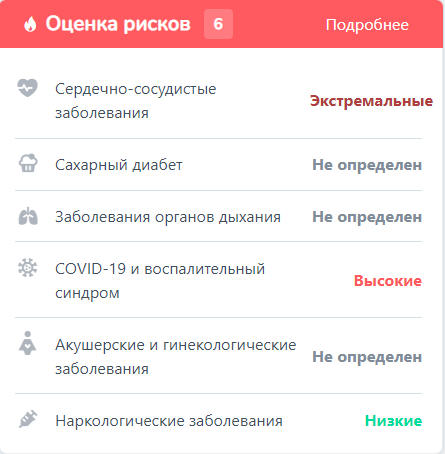 Оценка рисков 6 Подробнее
Сердечно-сосудистые
заболевания
Экстремальные
Сахарный диабет Не определен
Заболевания органов дыхания Не определен
COVID-19 и воспалительный
синдром
Высокие
Акушерские и гинекологические
заболевания
Не определен
Наркологические заболевания Низкие